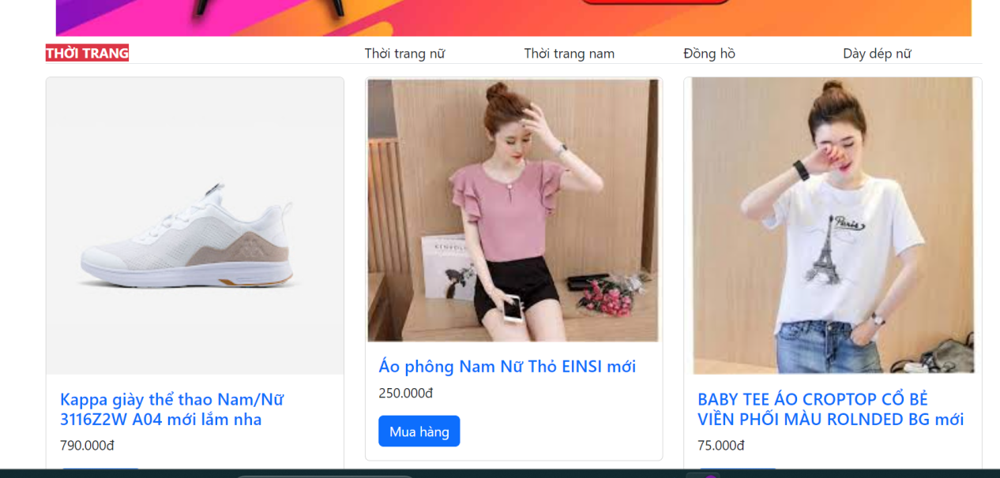 THỜI TRANG
Thời trang nữ
Thời trang nam
Đồng hồ
Dày dép nữ
Paris
Kappa giày thể thao Nam/Nữ
3116Z2W A04 mới lắm nha
790.000đ
Áo phông Nam Nữ Thỏ EINSI mới
250.000đ
Mua hàng
BABY TEE ÁO CROPTOP CỔ BẺ
VIỀN PHỐI MÀU ROLNDED BG mới
75.000đ